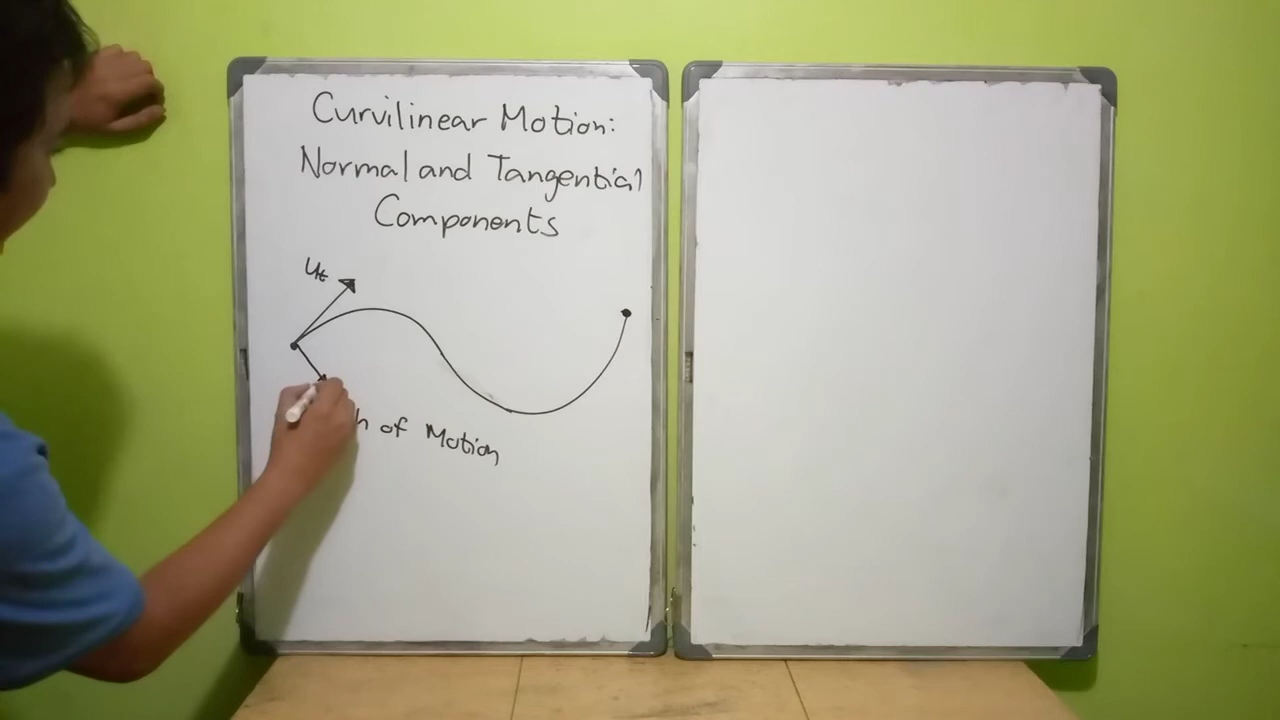 Curvilinear Motion:
Normal and Tangential
Components
ut
of Motion